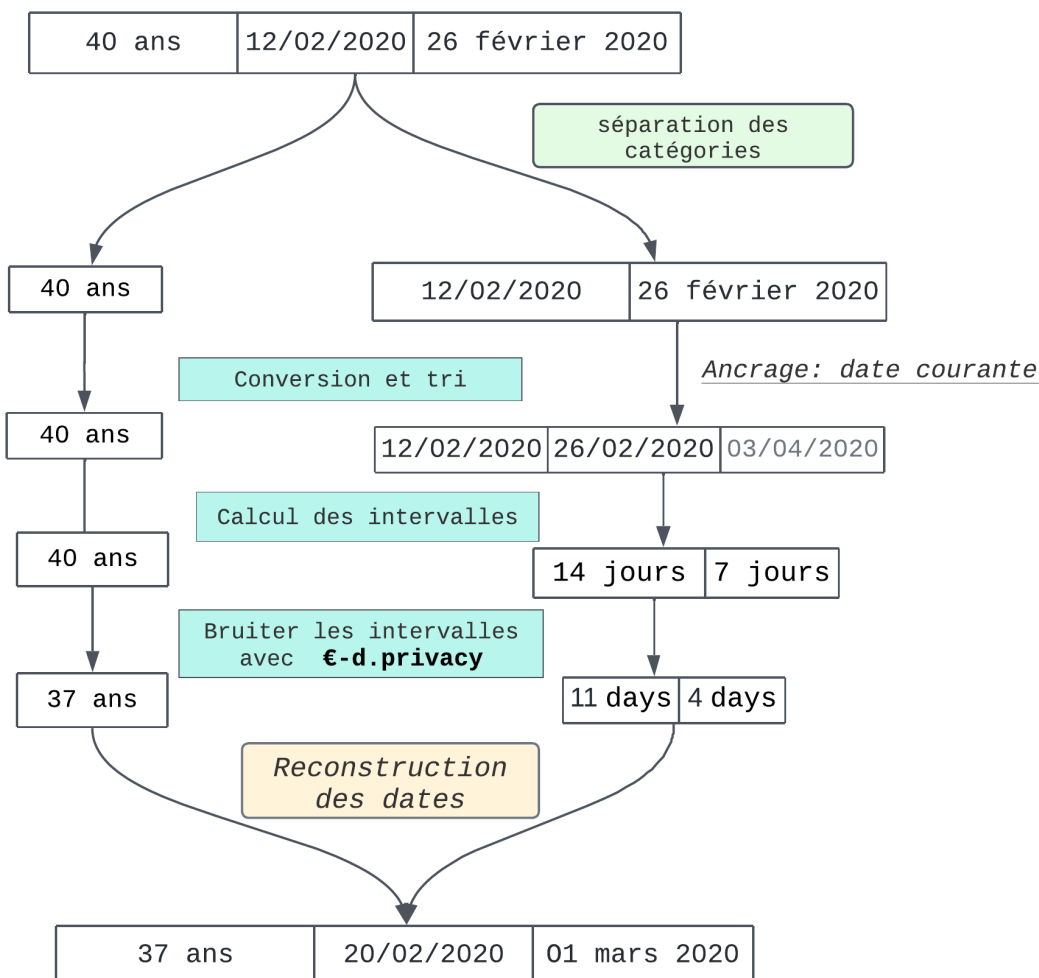 40 ans 12/02/2020 26 février 2020
séparation des
catégories
40 ans
12/02/2020 26 février 2020
Ancrage: date courante
Conversion et tri
40 ans
12/02/2020 26/02/2020 03/04/2020
Calcul des intervalles
40 ans
14 jours 7 jours
Bruiter les intervalles
avec €-d.privacy
37 ans
11 days 4 days
Reconstruction
des dates
37 ans 20/02/2020 01 mars 2020